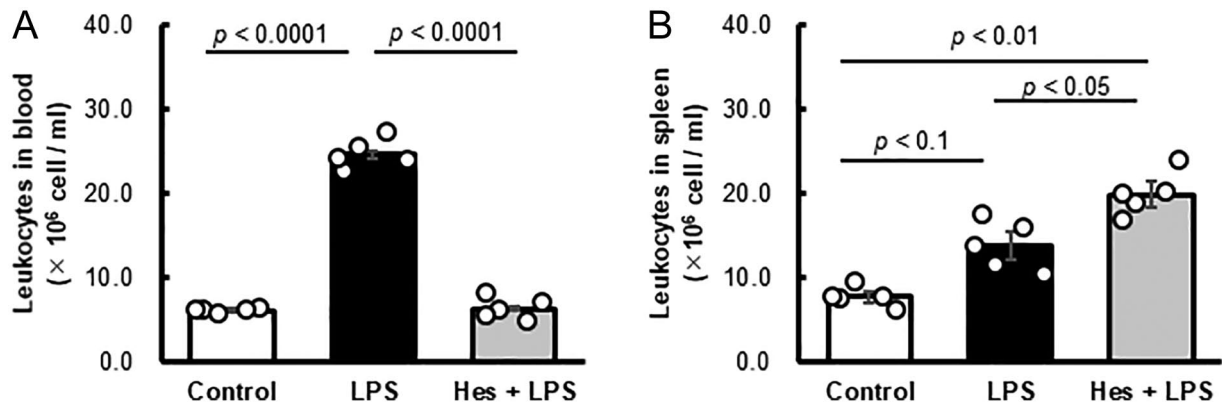 A
Leukocytes in blood
(× 10⁶ cell / ml)
40.0
30.0
20.0
10.0
0.0
p < 0.0001
p < 0.0001
Control
LPS
Hes + LPS
B
Leukocytes in spleen
(× 10⁶ cell / ml)
40.0
30.0
20.0
10.0
0.0
p < 0.01
p < 0.05
p < 0.1
Control
LPS
Hes + LPS